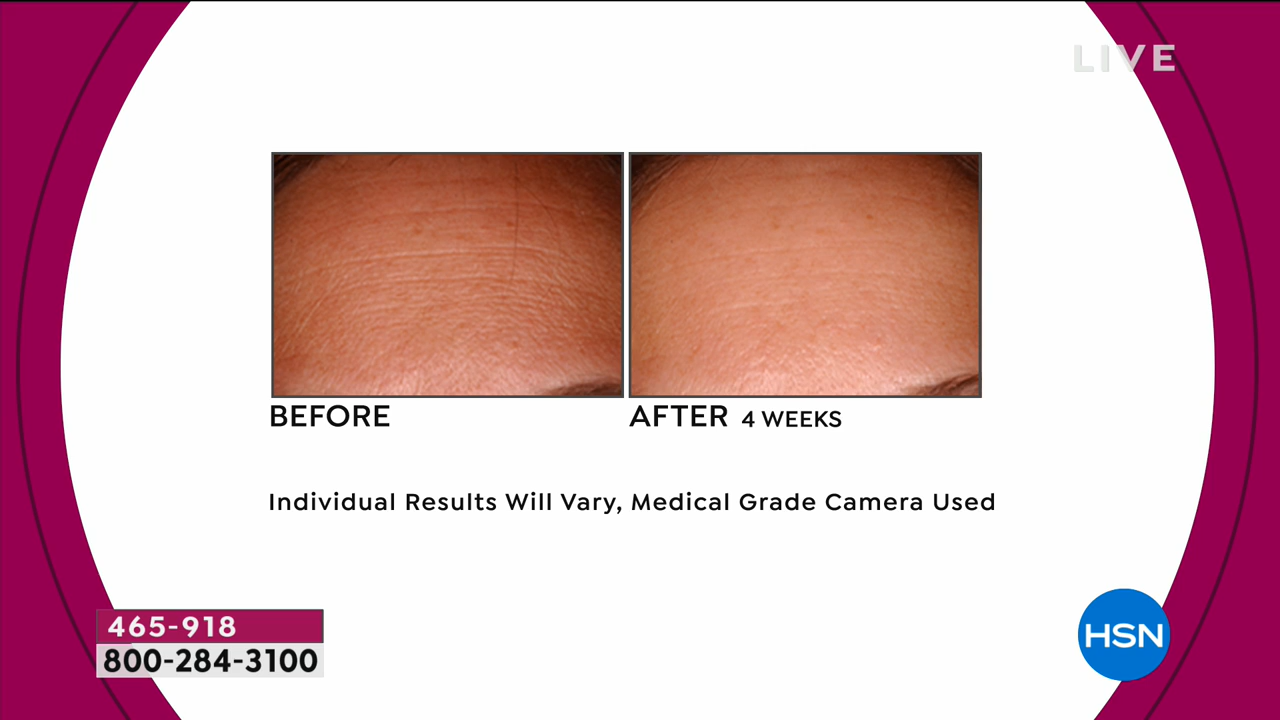 LIVE
BEFORE
AFTER 4 WEEKS
Individual Results Will Vary, Medical Grade Camera Used
465-918
800-284-3100
HSN